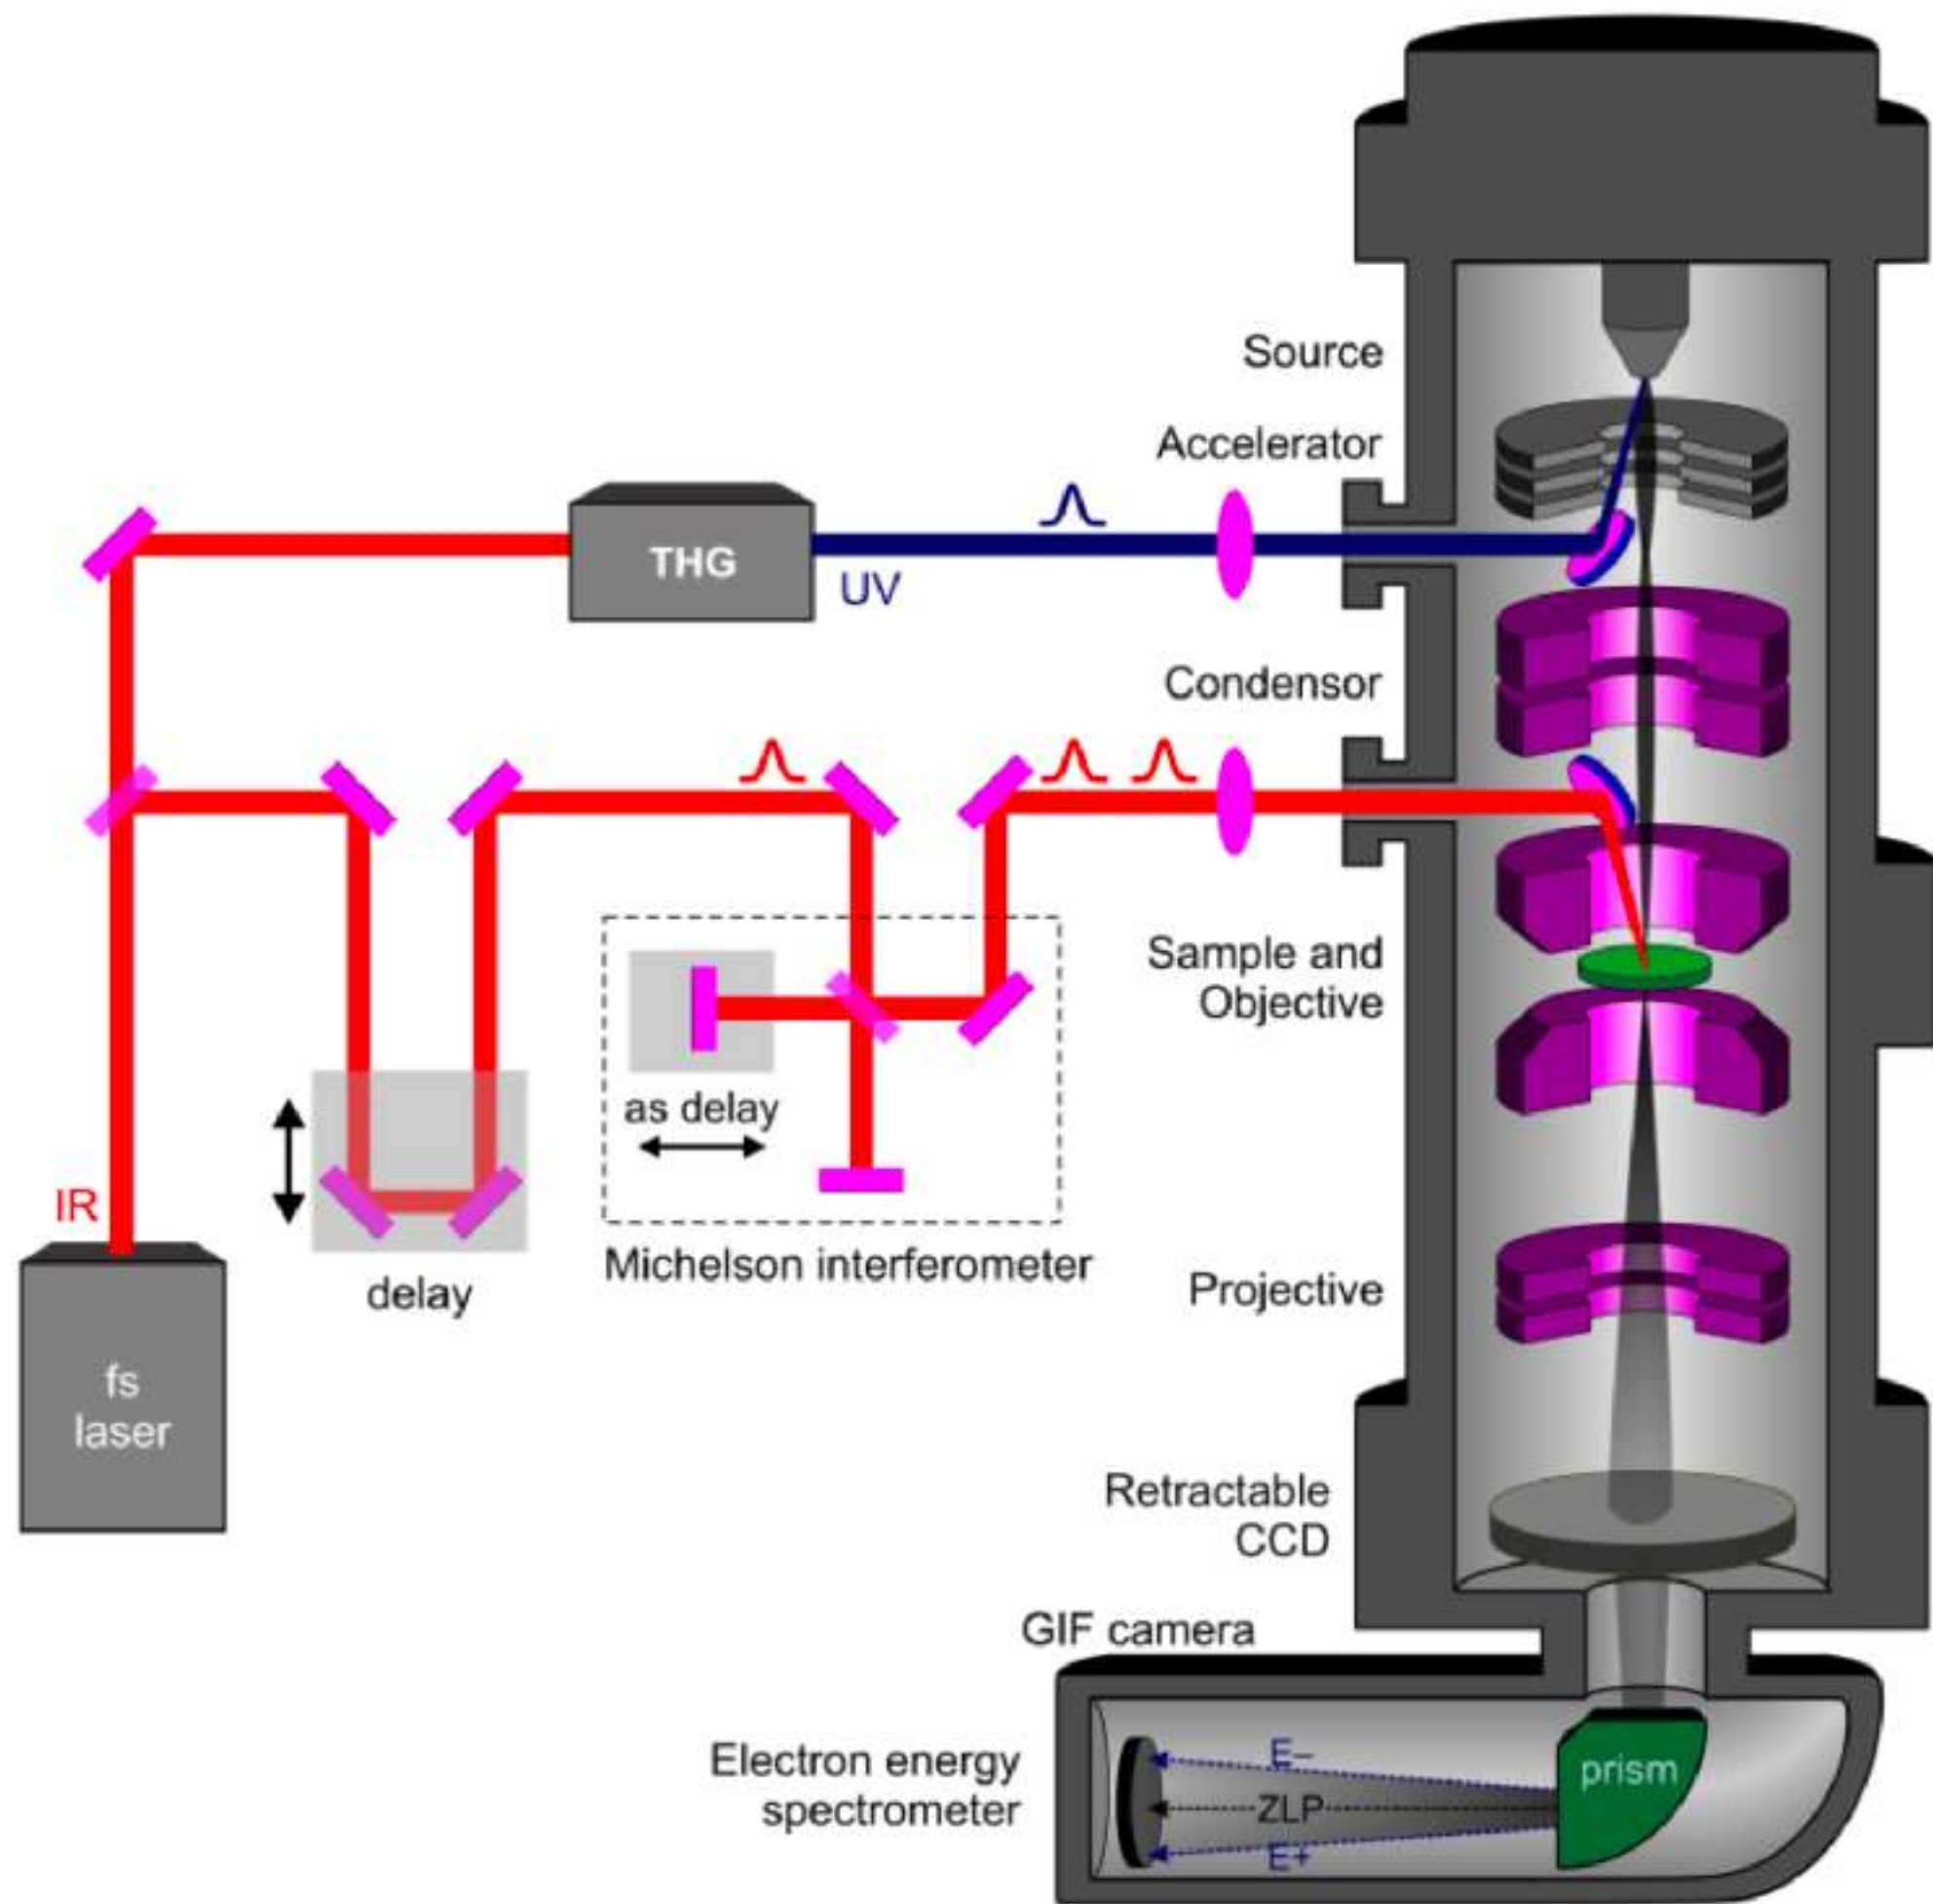 Source
Accelerator
THG
UV
Condensor
Sample and
Objective
as delay
IR
Michelson interferometer
delay
Projective
fs
laser
Retractable
CCD
GIF camera
Electron energy
spectrometer
E–
ZLP
E+
prism